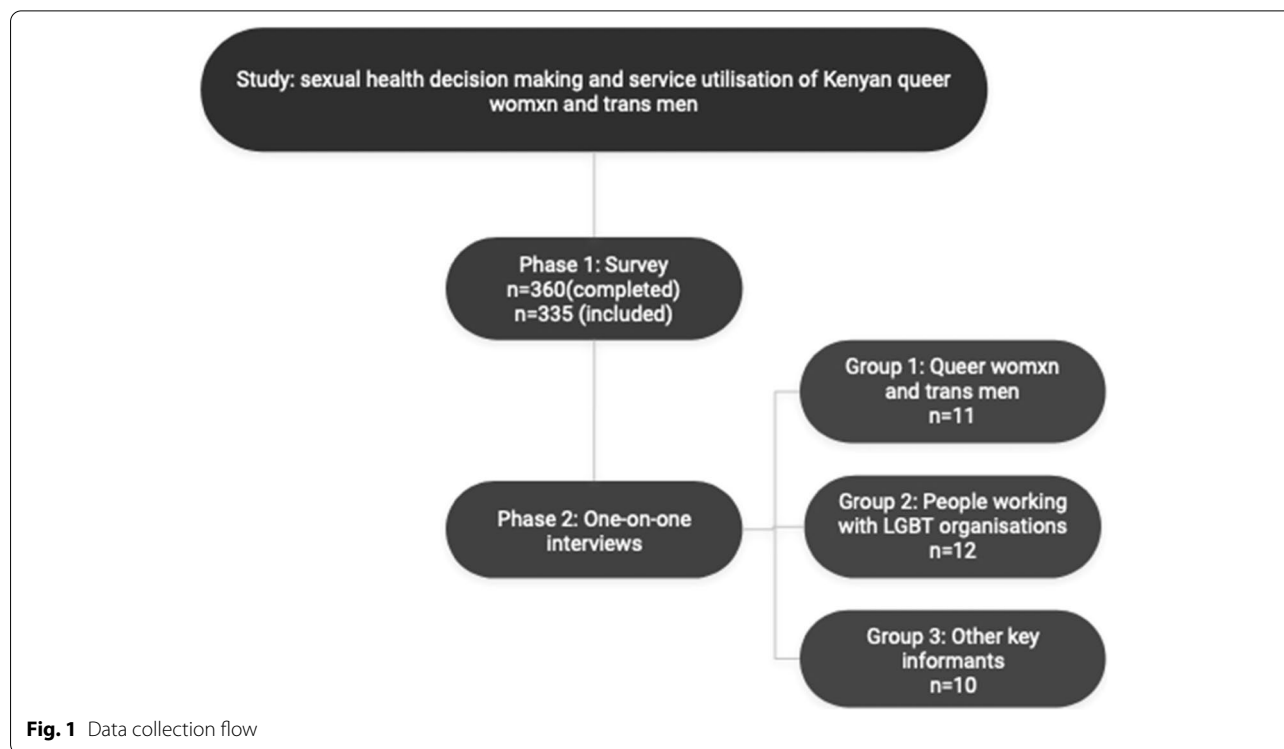 Study: sexual health decision making and service utilisation of Kenyan queer
womxn and trans men
Phase 1: Survey
n=360(completed)
n=335 (included)
Group 1: Queer womxn
and trans men
n=11
Phase 2: One-on-one
interviews
Group 2: People working
with LGBT organisations
n=12
Group 3: Other key
informants
n=10
Fig. 1 Data collection flow